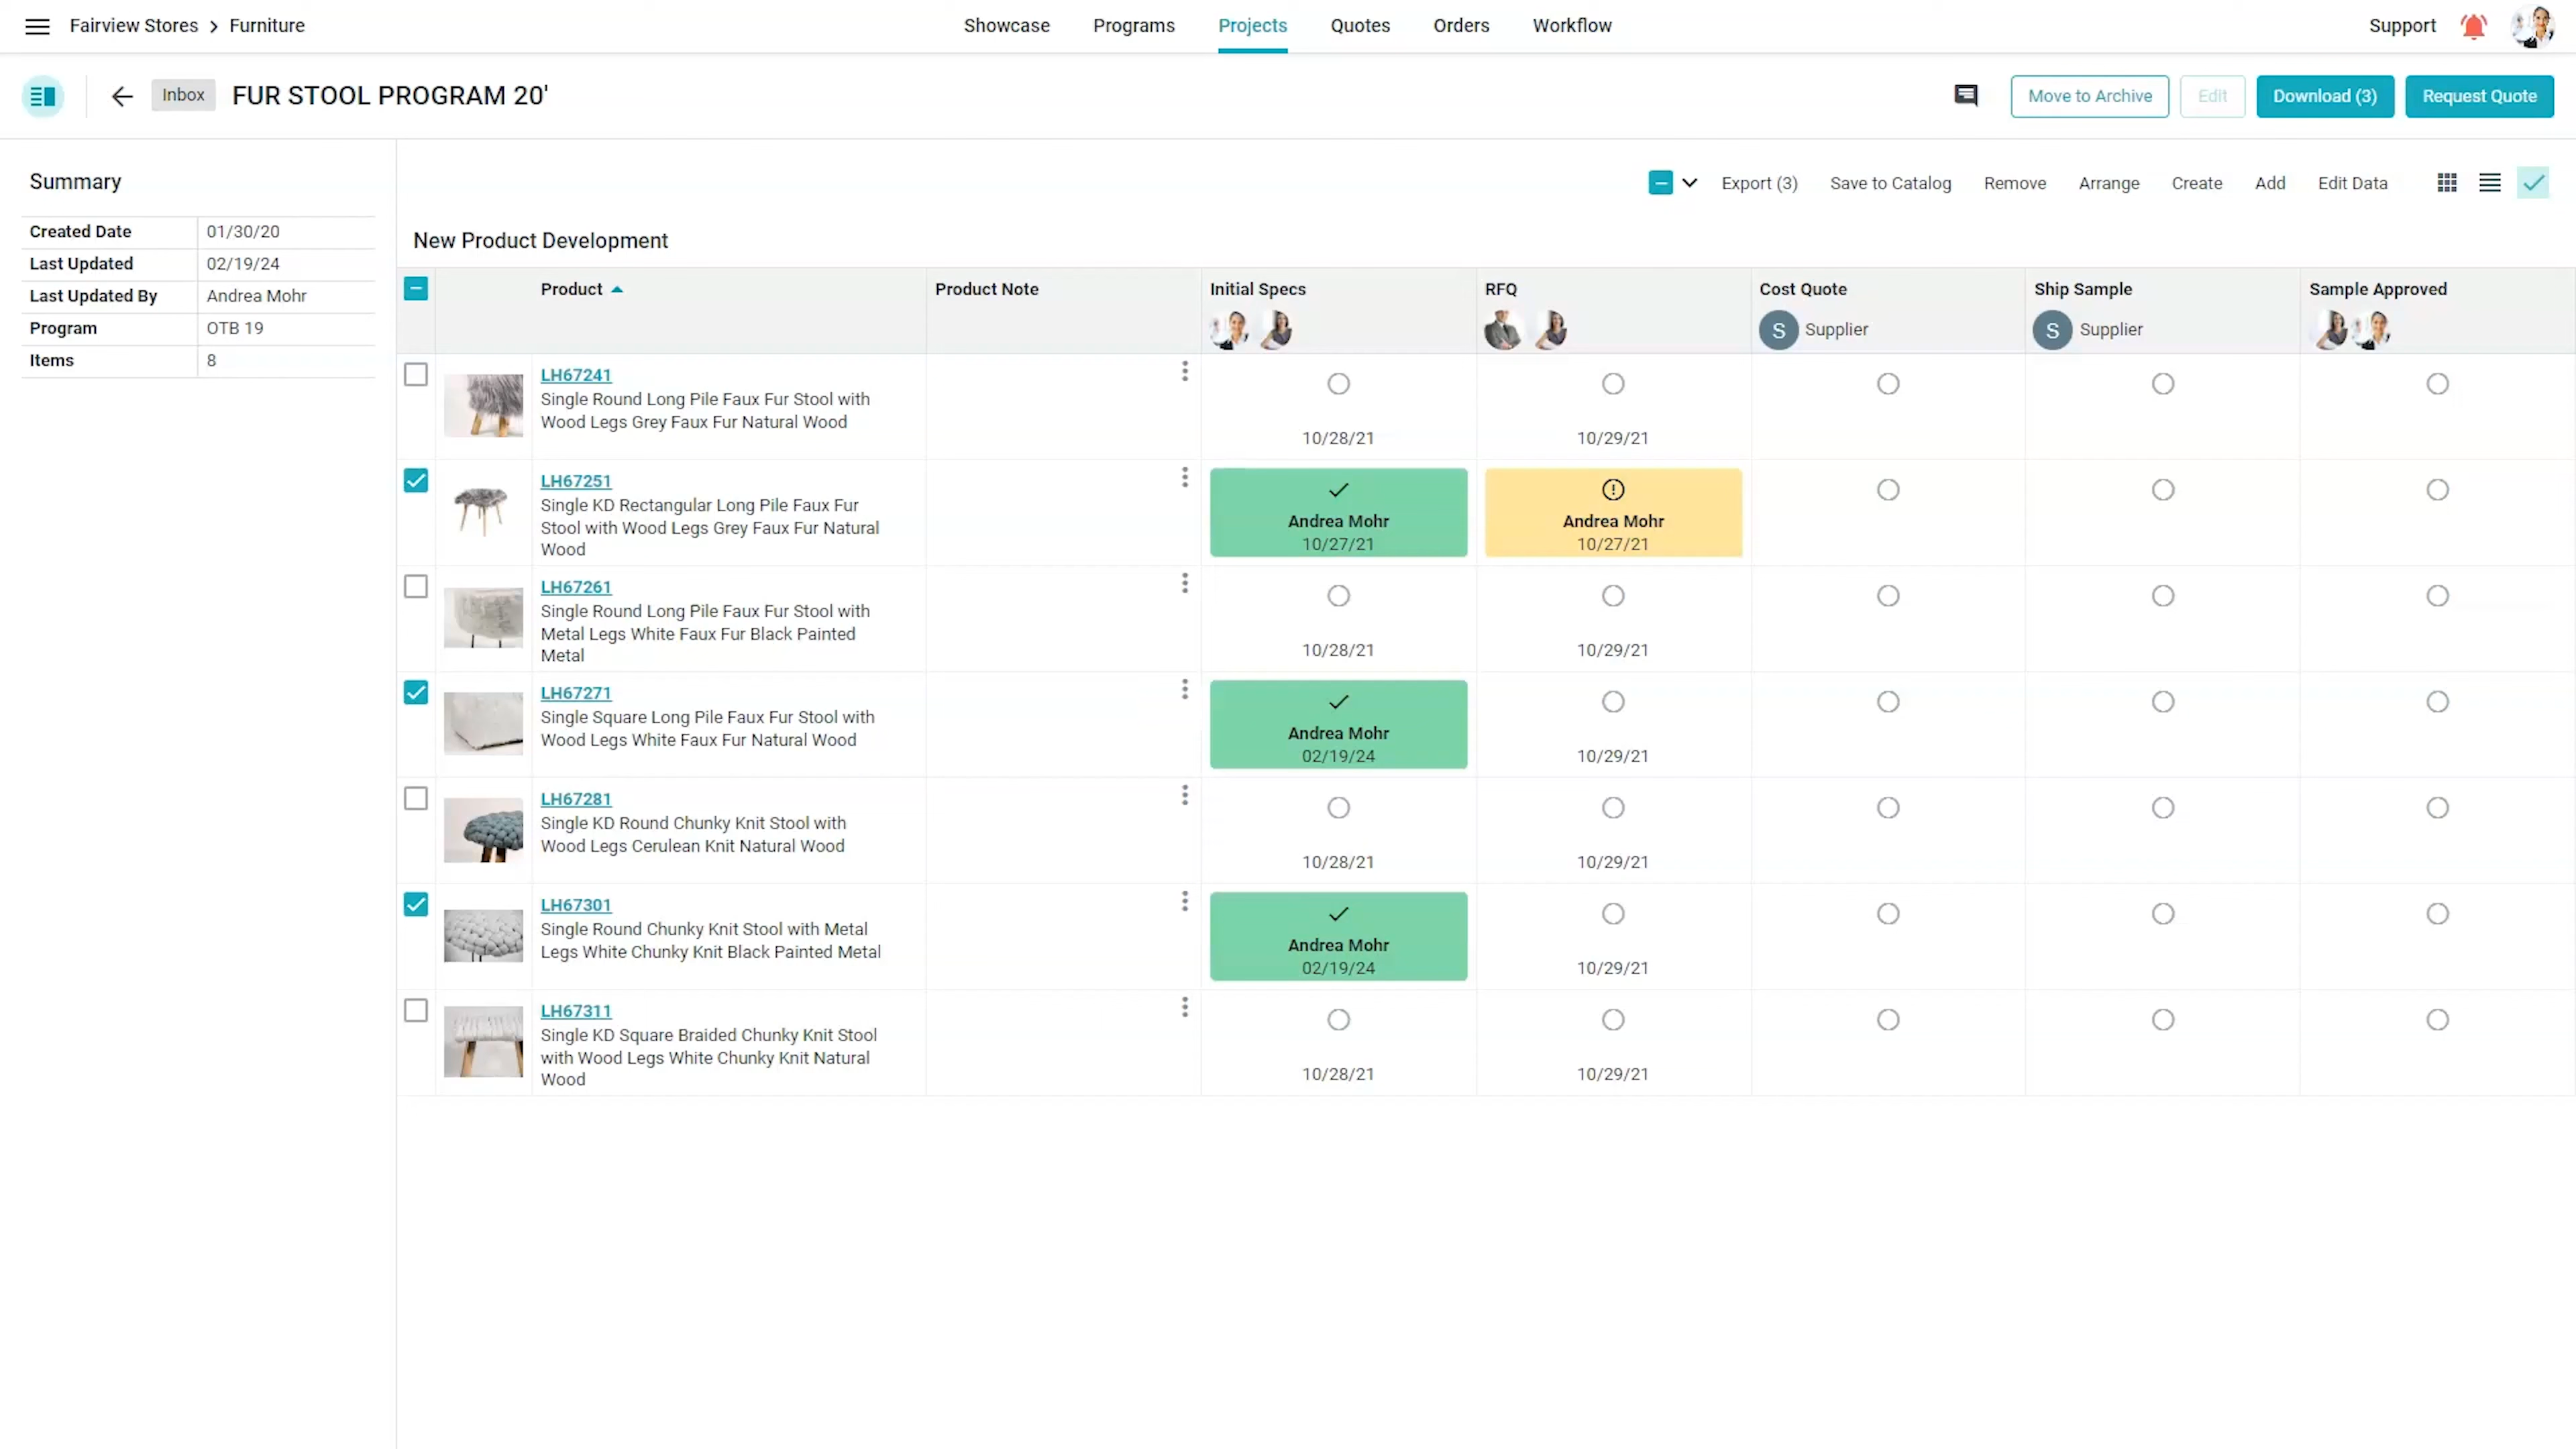 Fairview Stores > Furniture
Showcase Programs Projects Quotes Orders Workflow
Support
Inbox FUR STOOL PROGRAM 20'
Move to Archive Edit Download (3) Request Quote
Summary
Created Date 01/30/20
Last Updated 02/19/24
Last Updated By Andrea Mohr
Program OTB 19
Items 8
Export (3) Save to Catalog Remove Arrange Create Add Edit Data
New Product Development
Product Product Note Initial Specs RFQ Cost Quote Ship Sample Sample Approved
S Supplier S Supplier
LH67241
Single Round Long Pile Faux Fur Stool with
Wood Legs Grey Faux Fur Natural Wood
10/28/21 10/29/21
LH67251
Single KD Rectangular Long Pile Faux Fur
Stool with Wood Legs Grey Faux Fur Natural
Wood
Andrea Mohr Andrea Mohr
10/27/21 10/27/21
LH67261
Single Round Long Pile Faux Fur Stool with
Metal Legs White Faux Fur Black Painted
Metal
10/28/21 10/29/21
LH67271
Single Square Long Pile Faux Fur Stool with
Wood Legs White Faux Fur Natural Wood
Andrea Mohr
02/19/24 10/29/21
LH67281
Single KD Round Chunky Knit Stool with
Wood Legs Cerulean Knit Natural Wood
10/28/21 10/29/21
LH67301
Single Round Chunky Knit Stool with Metal
Legs White Chunky Knit Black Painted Metal
Andrea Mohr
02/19/24 10/29/21
LH67311
Single KD Square Braided Chunky Knit Stool
with Wood Legs White Chunky Knit Natural
Wood
10/28/21 10/29/21